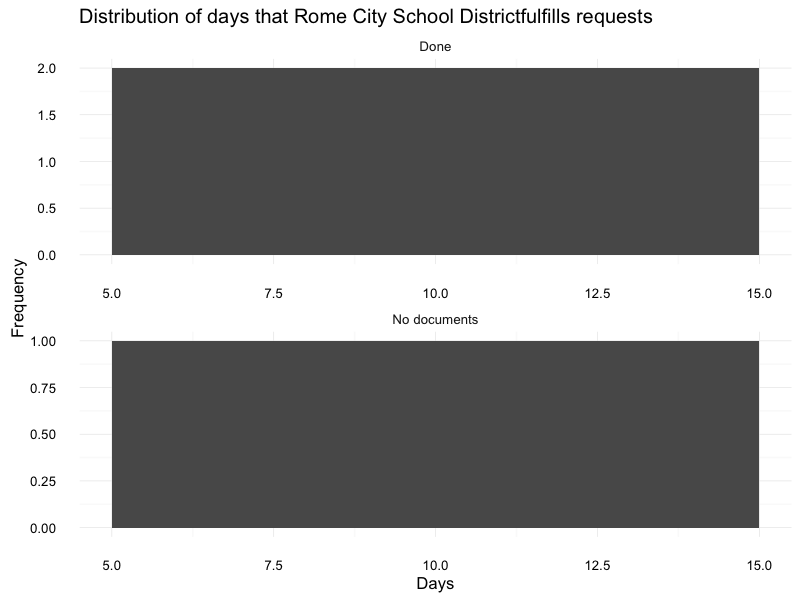 Distribution of days that Rome City School Districtfulfills requests
Done
2.0
1.5
1.0
0.5
0.0
5.0 7.5 10.0 12.5 15.0
Frequency
No documents
1.00
0.75
0.50
0.25
0.00
5.0 7.5 10.0 12.5 15.0
Days